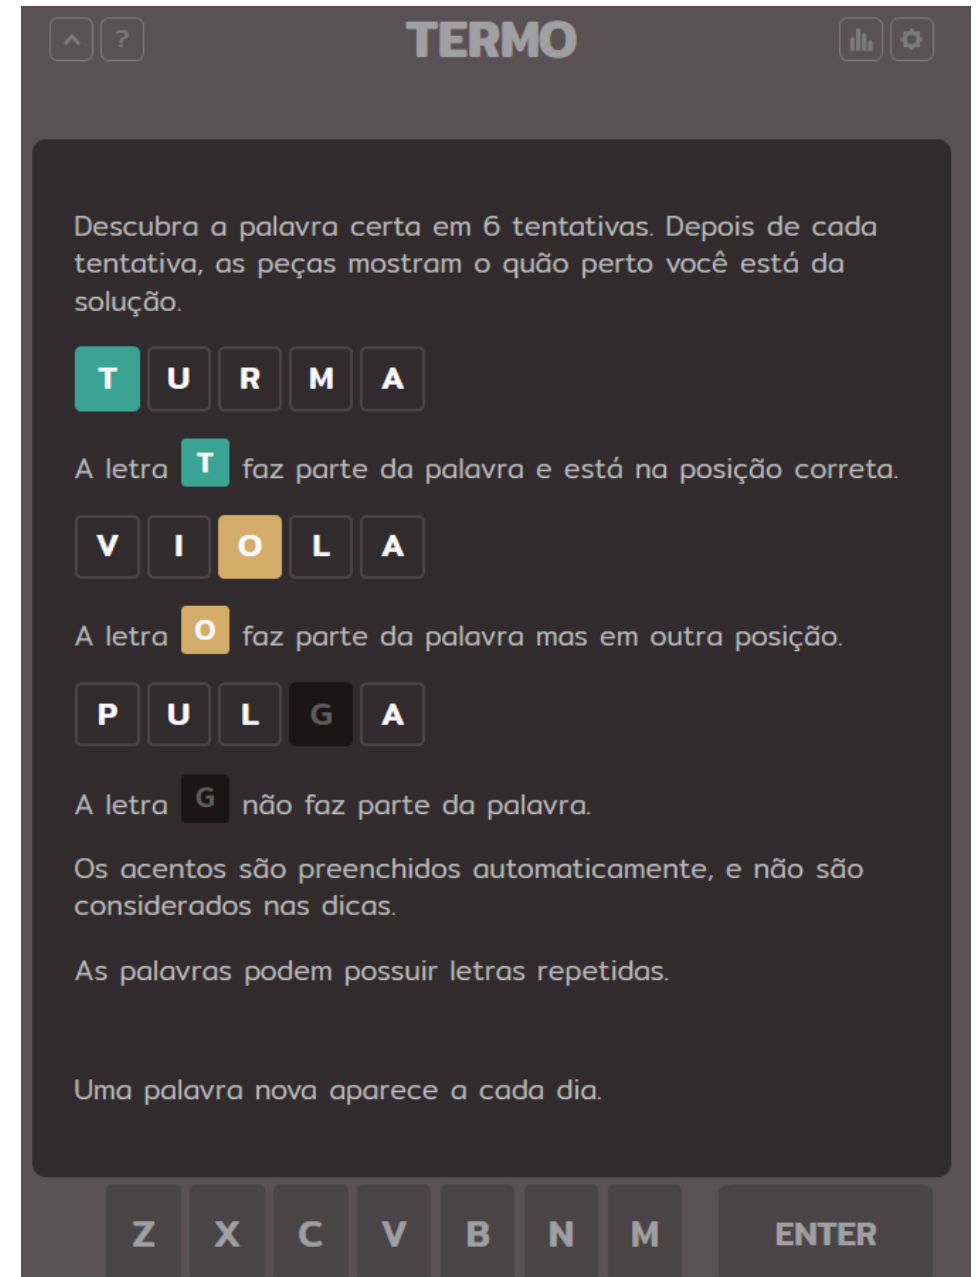 ?
TERMO
Descubra a palavra certa em 6 tentativas. Depois de cada
tentativa, as peças mostram o quão perto você está da
solução.
T U R M A
A letra T faz parte da palavra e está na posição correta.
V I O L A
A letra O faz parte da palavra mas em outra posição.
P U L G A
A letra G não faz parte da palavra.
Os acentos são preenchidos automaticamente, e não são
considerados nas dicas.
As palavras podem possuir letras repetidas.
Uma palavra nova aparece a cada dia.
Z X C V B N M ENTER